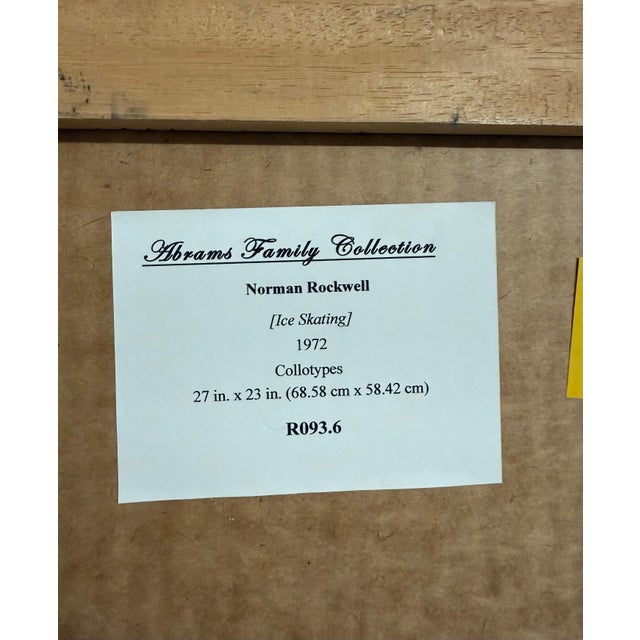 Abrams Family Collection
Norman Rockwell
[Ice Skating]
1972
Collotypes
27 in. x 23 in. (68.58 cm x 58.42 cm)
R093.6